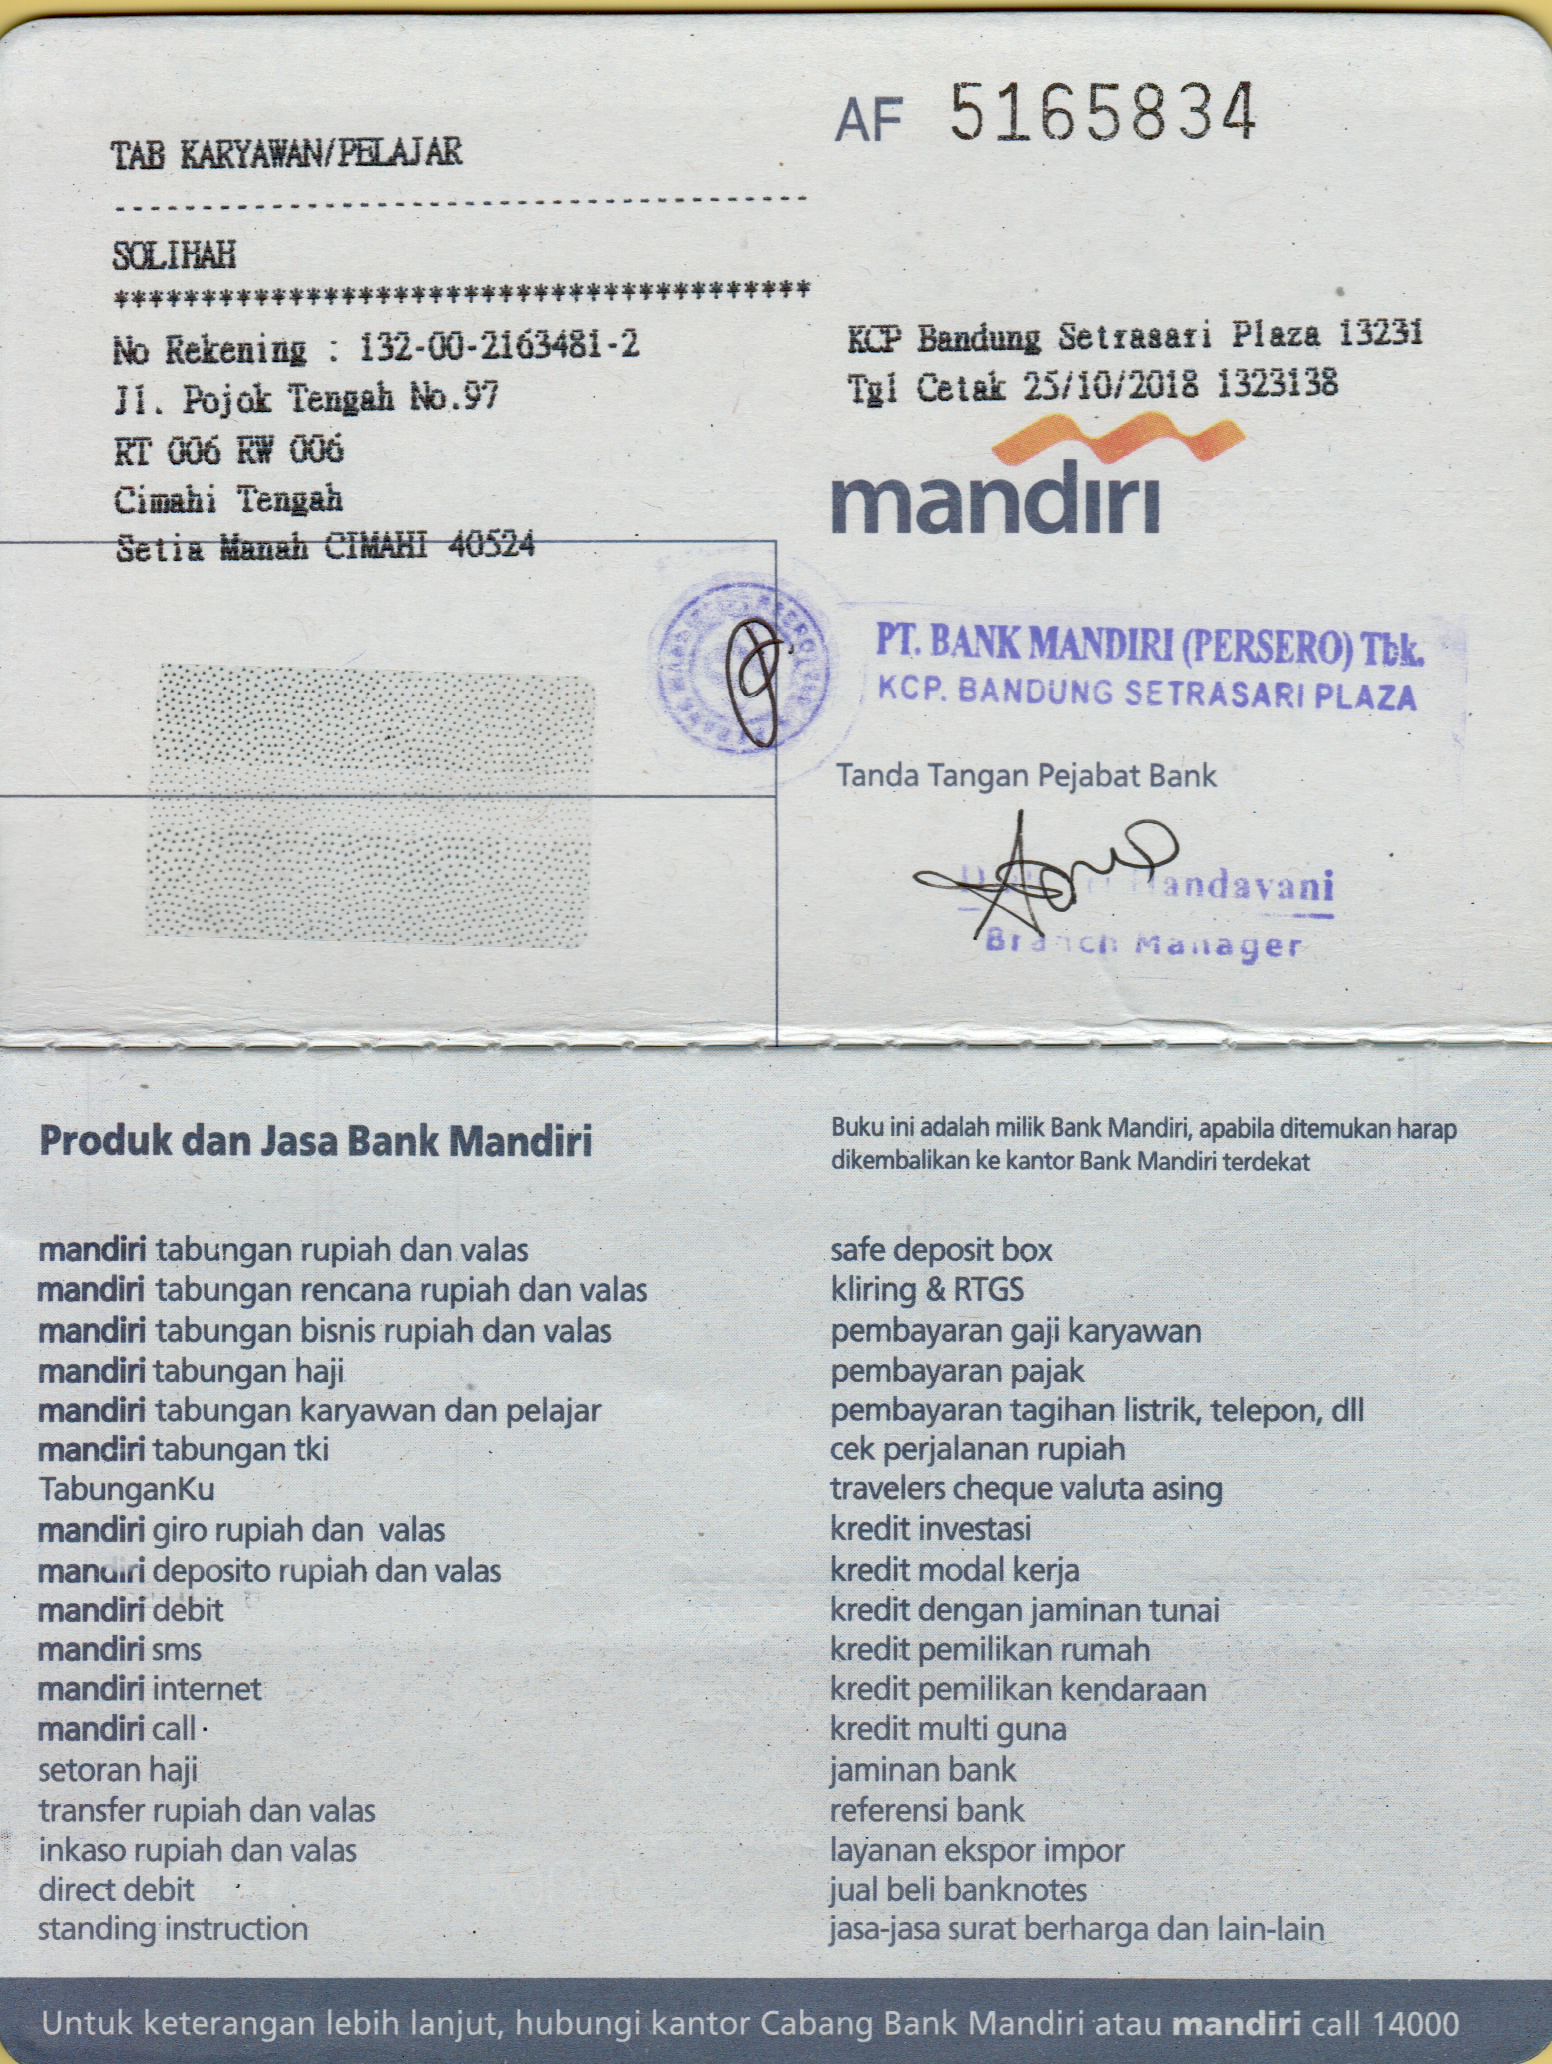 AF 5165834
TAB KARYAWAN/PELAJAR
---------------------------------------
SOLIHAH
****************************************
No Rekening : 132-00-2163481-2
Jl. Pojok Tengah No.97
RT 006 RW 006
Cimahi Tengah
Setia Manah CIMAHI 40524
KCP Bandung Setrasari Plaza 13231
Tgl Cetak 25/10/2018 1323138
mandiri
PT. BANK MANDIRI (PERSERO) Tbk.
KCP. BANDUNG SETRASARI PLAZA
Tanda Tangan Pejabat Bank
Branch Manager
Produk dan Jasa Bank Mandiri
mandiri tabungan rupiah dan valas
mandiri tabungan rencana rupiah dan valas
mandiri tabungan bisnis rupiah dan valas
mandiri tabungan haji
mandiri tabungan karyawan dan pelajar
mandiri tabungan tki
TabunganKu
mandiri giro rupiah dan valas
mandiri deposito rupiah dan valas
mandiri debit
mandiri sms
mandiri internet
mandiri call
setoran haji
transfer rupiah dan valas
inkaso rupiah dan valas
direct debit
standing instruction
Buku ini adalah milik Bank Mandiri, apabila ditemukan harap
dikembalikan ke kantor Bank Mandiri terdekat
safe deposit box
kliring & RTGS
pembayaran gaji karyawan
pembayaran pajak
pembayaran tagihan listrik, telepon, dll
cek perjalanan rupiah
travelers cheque valuta asing
kredit investasi
kredit modal kerja
kredit dengan jaminan tunai
kredit pemilikan rumah
kredit pemilikan kendaraan
kredit multi guna
jaminan bank
referensi bank
layanan ekspor impor
jual beli banknotes
jasa-jasa surat berharga dan lain-lain
Untuk keterangan lebih lanjut, hubungi kantor Cabang Bank Mandiri atau mandiri call 14000